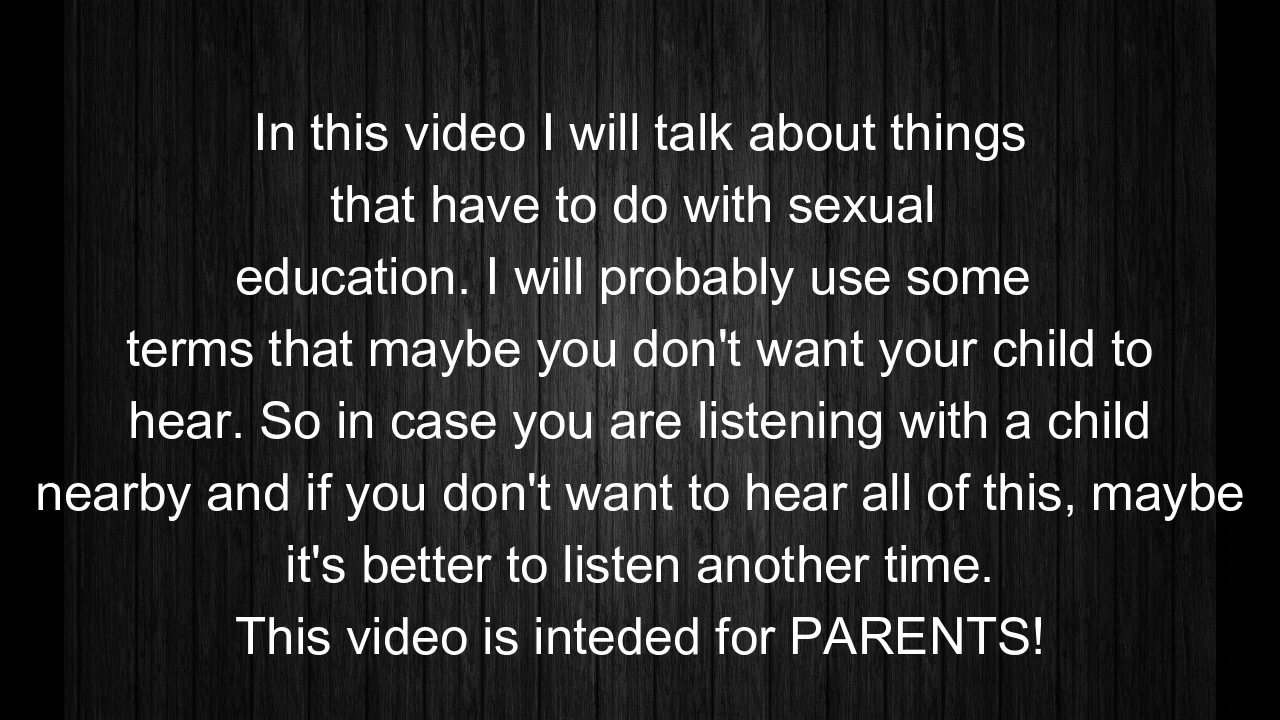 In this video I will talk about things
that have to do with sexual
education. I will probably use some
terms that maybe you don't want your child to
hear. So in case you are listening with a child
nearby and if you don't want to hear all of this, maybe
it's better to listen another time.
This video is inteded for PARENTS!